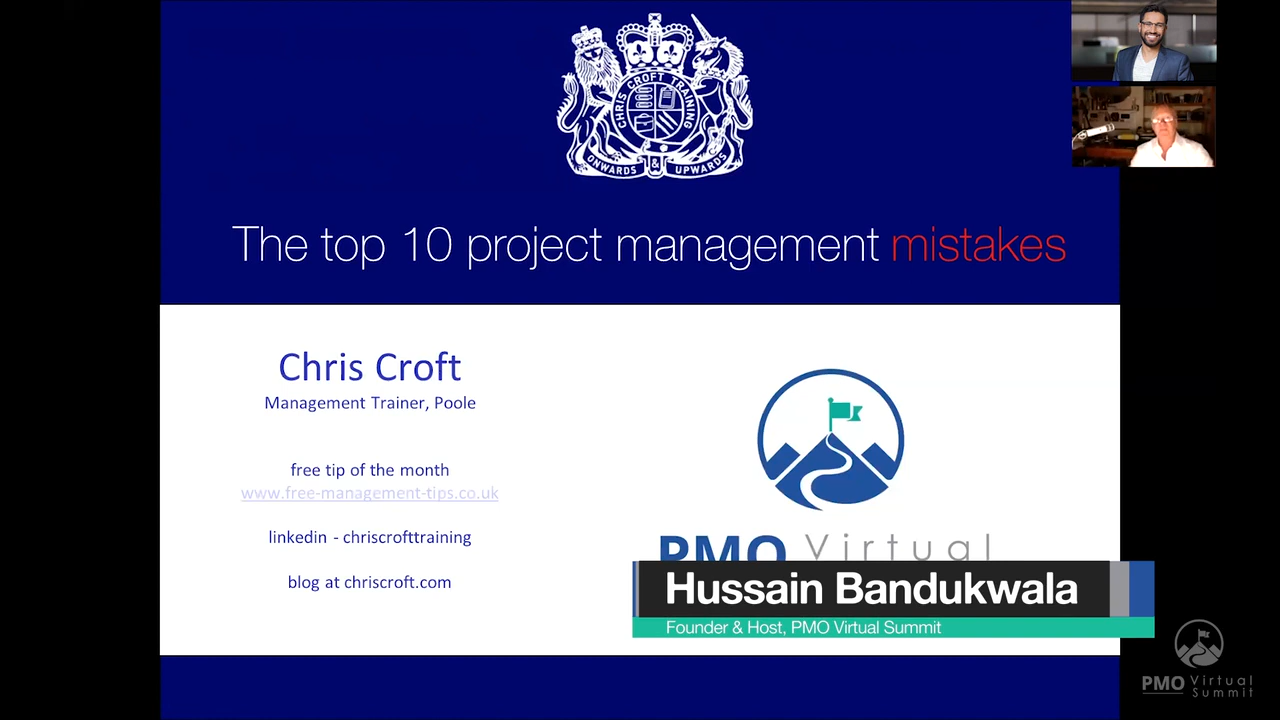 CHRIS CROFT TRAINING
ONWARDS & UPWARDS
The top 10 project management mistakes
Chris Croft
Management Trainer, Poole
free tip of the month
www.free-management-tips.co.uk
linkedin - chriscrofttraining
blog at chriscroft.com
PMO Virtual
Hussain Bandukwala
Founder & Host, PMO Virtual Summit
PMO Virtual
Summit